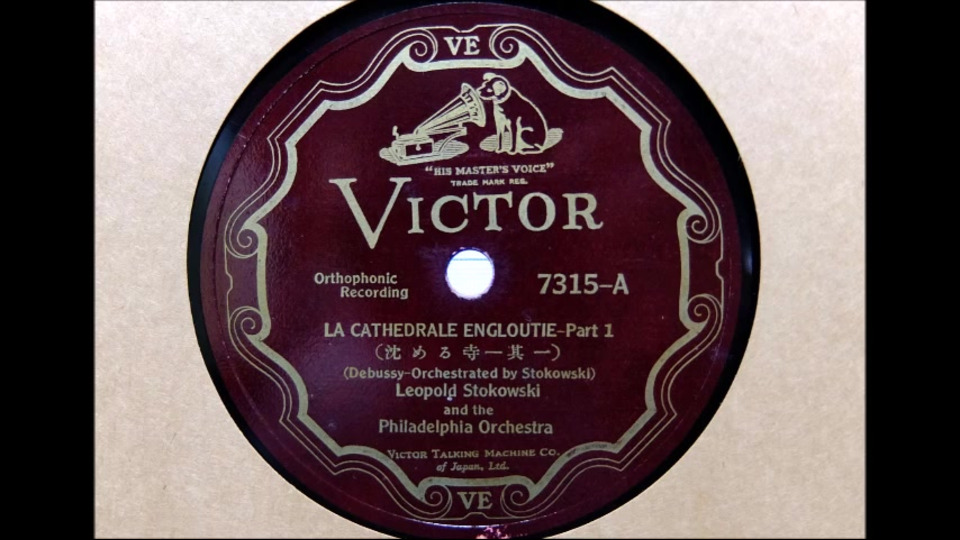 VE
"HIS MASTER'S VOICE"
TRADE MARK REG.
VICTOR
Orthophonic
Recording
7315-A
LA CATHEDRALE ENGLOUTIE-Part 1
(沈める寺—其一)
(Debussy-Orchestrated by Stokowski)
Leopold Stokowski
and the
Philadelphia Orchestra
VICTOR TALKING MACHINE CO.
of Japan, Ltd.
VE